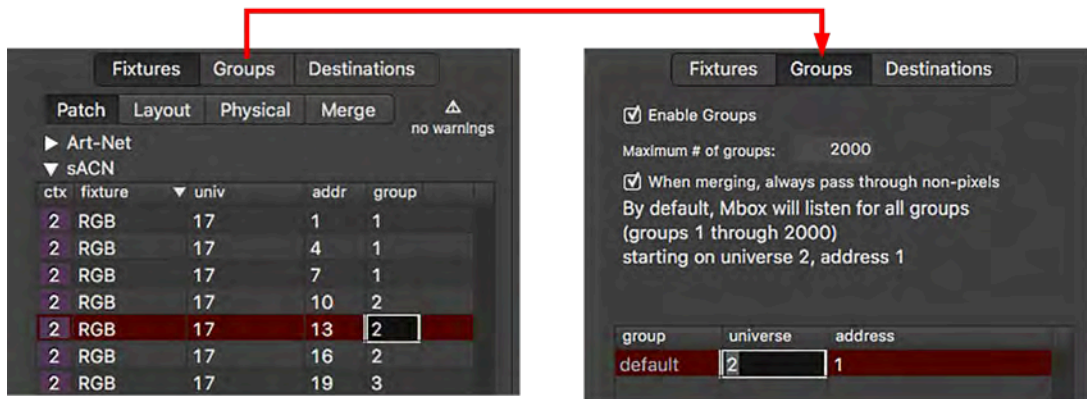 Fixtures Groups Destinations
Patch Layout Physical Merge
no warnings
Art-Net
sACN
ctx fixture univ addr group
2 RGB 17 1 1
2 RGB 17 4 1
2 RGB 17 7 1
2 RGB 17 10 2
2 RGB 17 13 2
2 RGB 17 16 2
2 RGB 17 19 3
Fixtures Groups Destinations
Enable Groups
Maximum # of groups: 2000
When merging, always pass through non-pixels
By default, Mbox will listen for all groups
(groups 1 through 2000)
starting on universe 2, address 1
group universe address
default 2 1